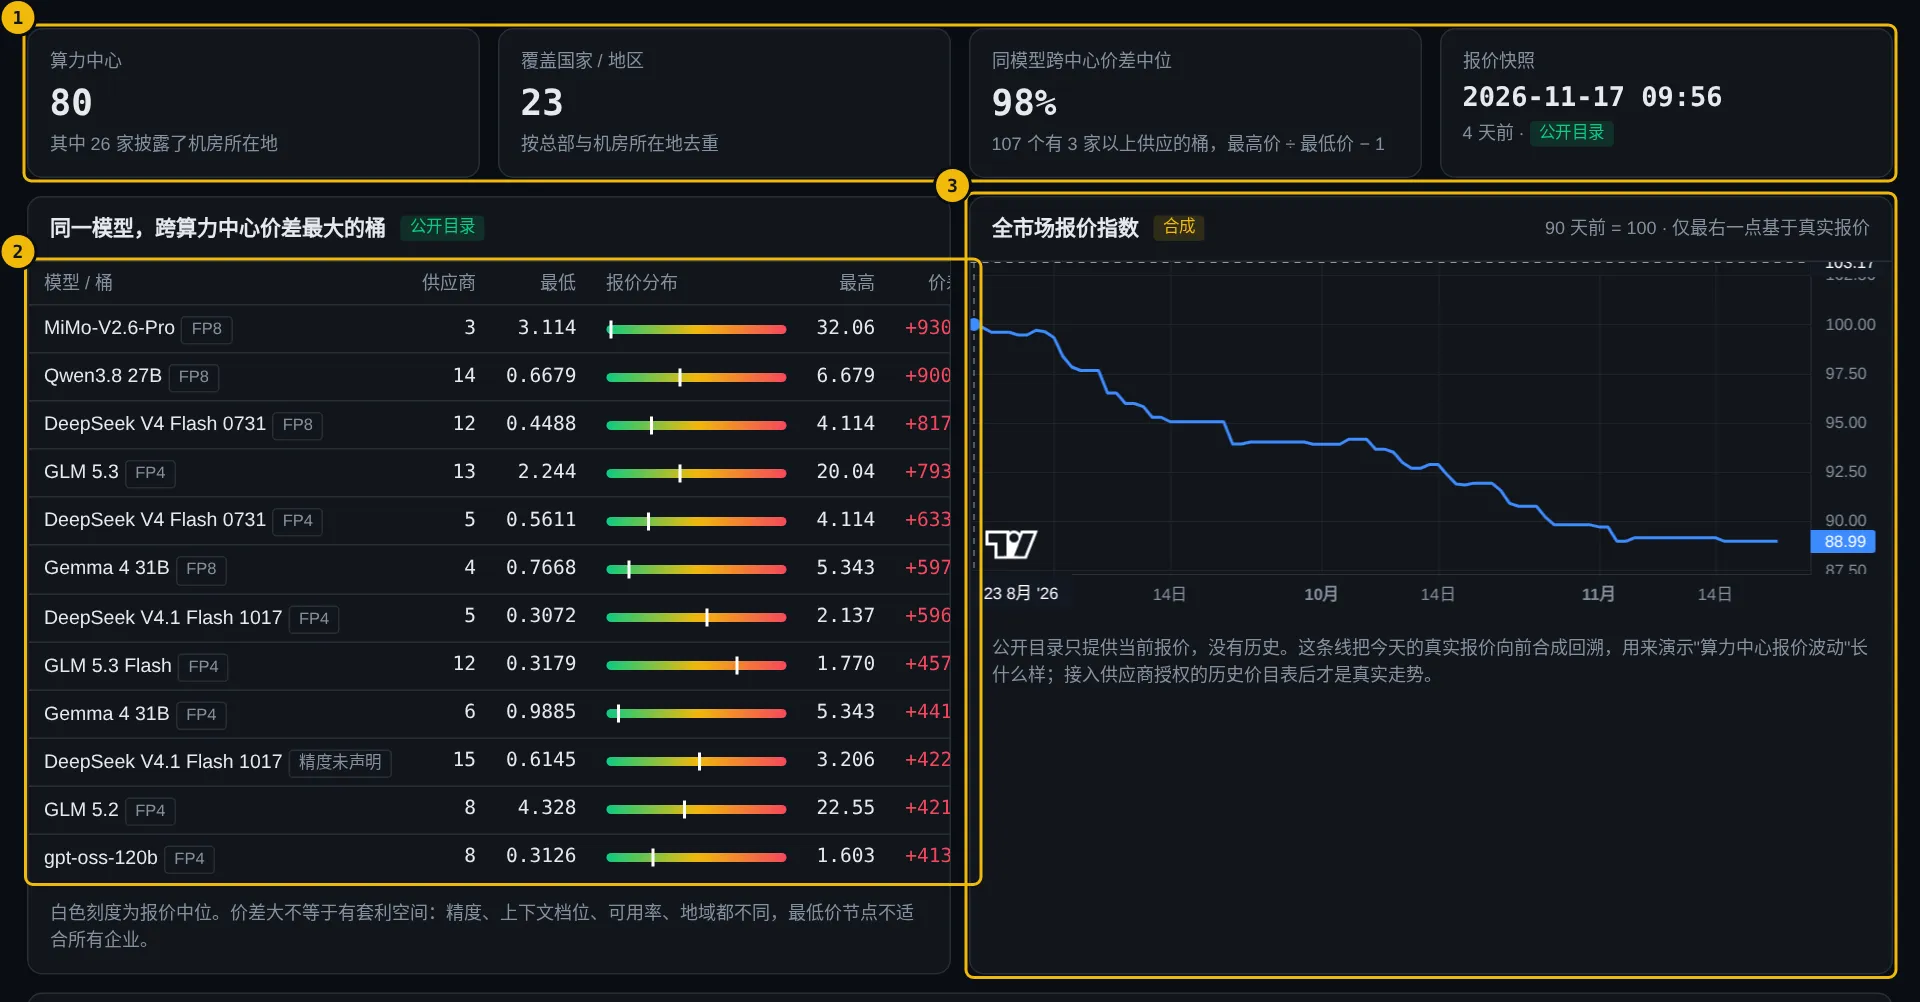 1
算力中心
80
其中 26 家披露了机房所在地
覆盖国家 / 地区
23
按总部与机房所在地去重
同模型跨中心价差中位
98%
107 个有 3 家以上供应的桶，最高价 ÷ 最低价 − 1
报价快照
2026-11-17 09:56
4 天前 · 公开目录
2
同一模型，跨算力中心价差最大的桶 公开目录
模型 / 桶 供应商 最低 报价分布 最高
MiMo-V2.6-Pro FP8 3 3.114 32.06 +930
Qwen3.8 27B FP8 14 0.6679 6.679 +900
DeepSeek V4 Flash 0731 FP8 12 0.4488 4.114 +817
GLM 5.3 FP4 13 2.244 20.04 +793
DeepSeek V4 Flash 0731 FP4 5 0.5611 4.114 +633
Gemma 4 31B FP8 4 0.7668 5.343 +597
DeepSeek V4.1 Flash 1017 FP4 5 0.3072 2.137 +596
GLM 5.3 Flash FP4 12 0.3179 1.770 +457
Gemma 4 31B FP4 6 0.9885 5.343 +441
DeepSeek V4.1 Flash 1017 精度未声明 15 0.6145 3.206 +422
GLM 5.2 FP4 8 4.328 22.55 +421
gpt-oss-120b FP4 8 0.3126 1.603 +413
白色刻度为报价中位。价差大不等于有套利空间：精度、上下文档位、可用率、地域都不同，最低价节点不适
合所有企业。
3
全市场报价指数 合成 90 天前 = 100 · 仅最右一点基于真实报价
103.17
100.00
97.50
95.00
92.50
90.00
88.99
87.50
23 8月 '26 14日 10月 14日 11月 14日
公开目录只提供当前报价，没有历史。这条线把今天的真实报价向前合成回溯，用来演示"算力中心报价波动"长
什么样；接入供应商授权的历史价目表后才是真实走势。